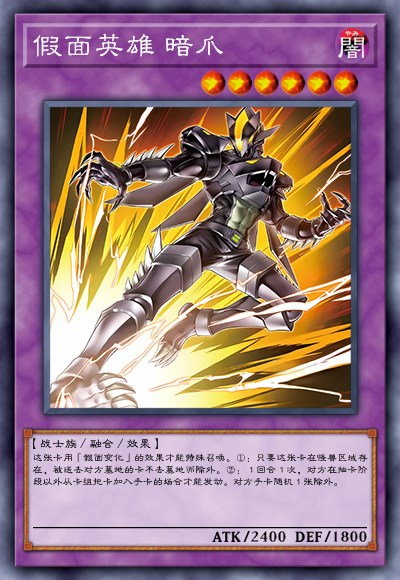 假面英雄 暗爪
やみ
闇
【战士族／融合／效果】
这张卡用「假面变化」的效果才能特殊召唤。①：只要这张卡在怪兽区域存
在，被送去对方墓地的卡不去墓地而除外。②：1回合1次，对方在抽卡阶
段以外从卡组把卡加入手卡的场合才能发动。对方手卡随机1张除外。
ATK/2400 DEF/1800